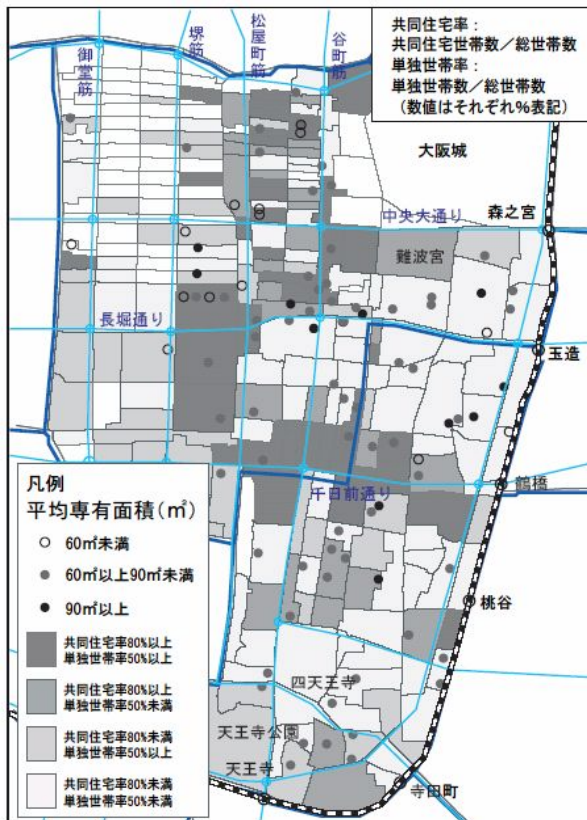 共同住宅率：
共同住宅世帯数／総世帯数
単独世帯率：
単独世帯数／総世帯数
（数値はそれぞれ％表記）
御堂筋
堺筋
松屋町筋
谷町筋
大阪城
中央大通り
森之宮
難波宮
長堀通り
玉造
千日前通り
鶴橋
桃谷
四天王寺
天王寺公園
天王寺
寺田町
凡例
平均専有面積（㎡）
60㎡未満
60㎡以上90㎡未満
90㎡以上
共同住宅率80%以上
単独世帯率50%以上
共同住宅率80%以上
単独世帯率50%未満
共同住宅率80%未満
単独世帯率50%以上
共同住宅率80%未満
単独世帯率50%未満